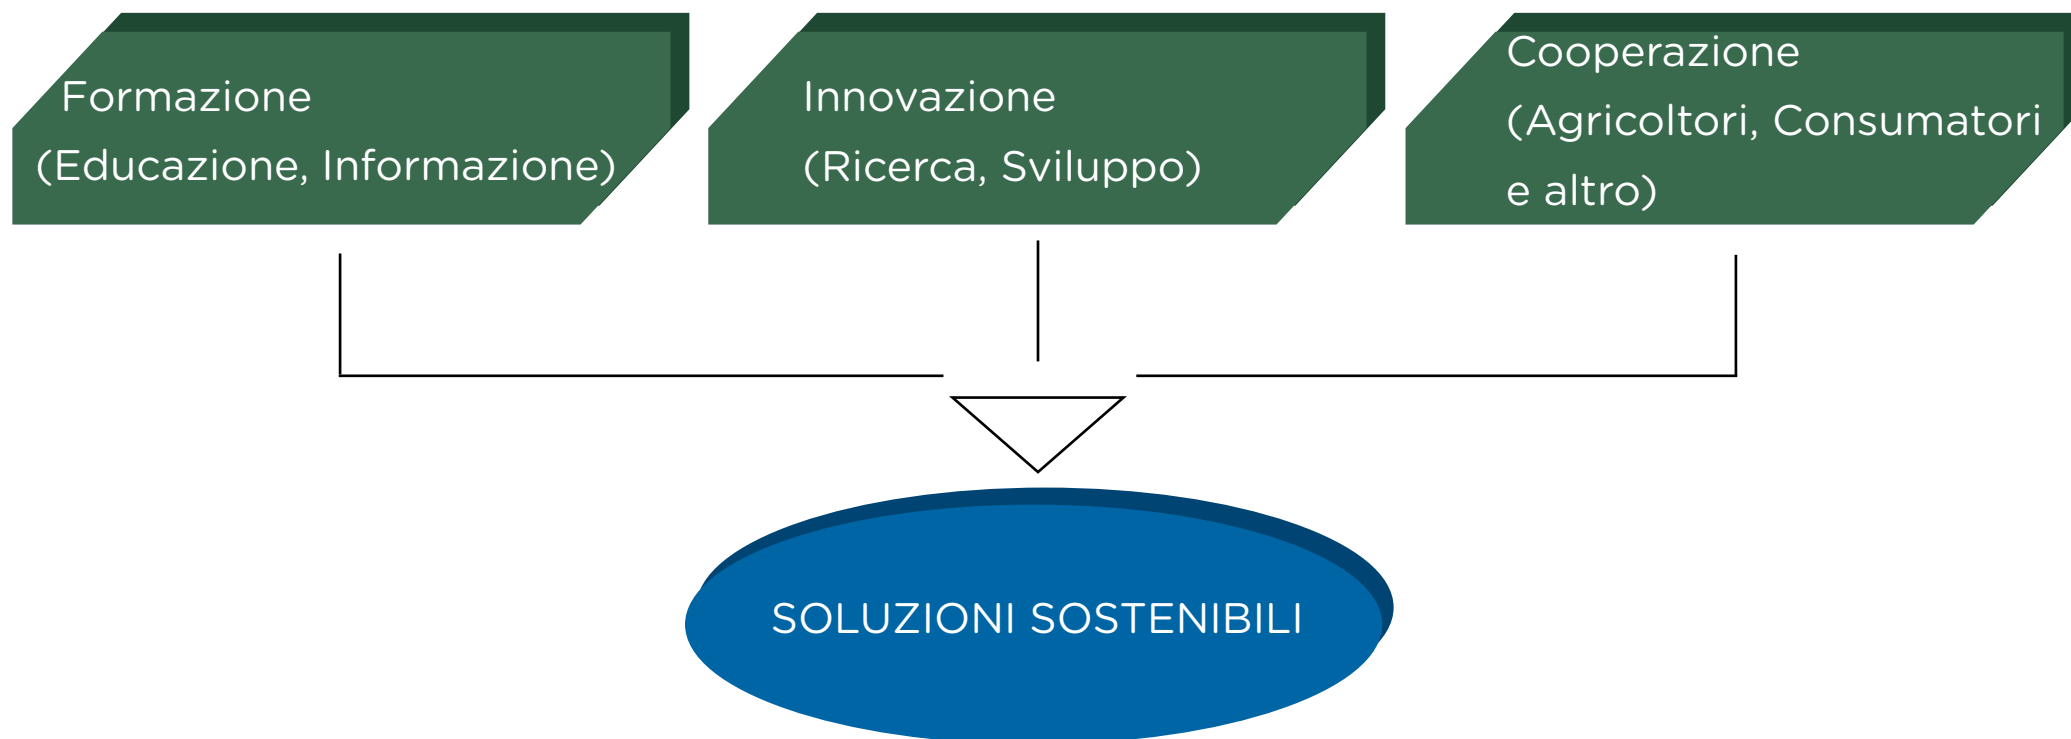 Formazione
(Educazione, Informazione)
Innovazione
(Ricerca, Sviluppo)
Cooperazione
(Agricoltori, Consumatori
e altro)
SOLUZIONI SOSTENIBILI